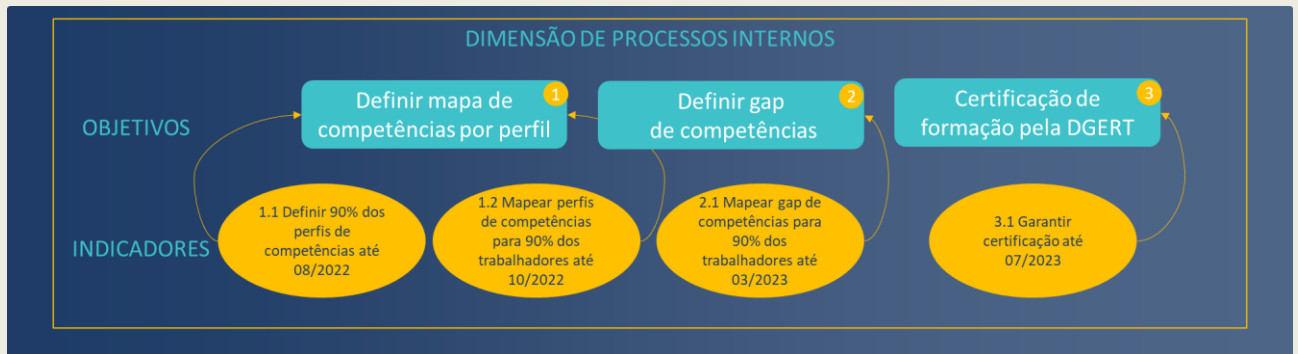 DIMENSÃO DE PROCESSOS INTERNOS
OBJETIVOS
Definir mapa de
competências por perfil
1
Definir gap
de competências
2
Certificação de
formação pela DGERT
3
INDICADORES
1.1 Definir 90% dos
perfis de
competências até
08/2022
1.2 Mapear perfis
de competências
para 90% dos
trabalhadores até
10/2022
2.1 Mapear gap de
competências para
90% dos
trabalhadores até
03/2023
3.1 Garantir
certificação até
07/2023